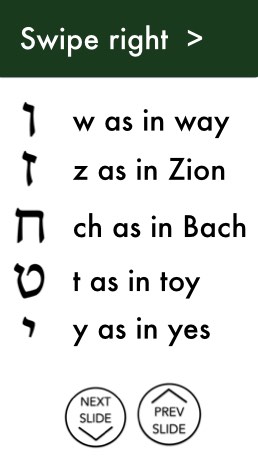 Swipe right >
ו w as in way
ז z as in Zion
ח ch as in Bach
ט t as in toy
י y as in yes
NEXT
SLIDE
PREV
SLIDE